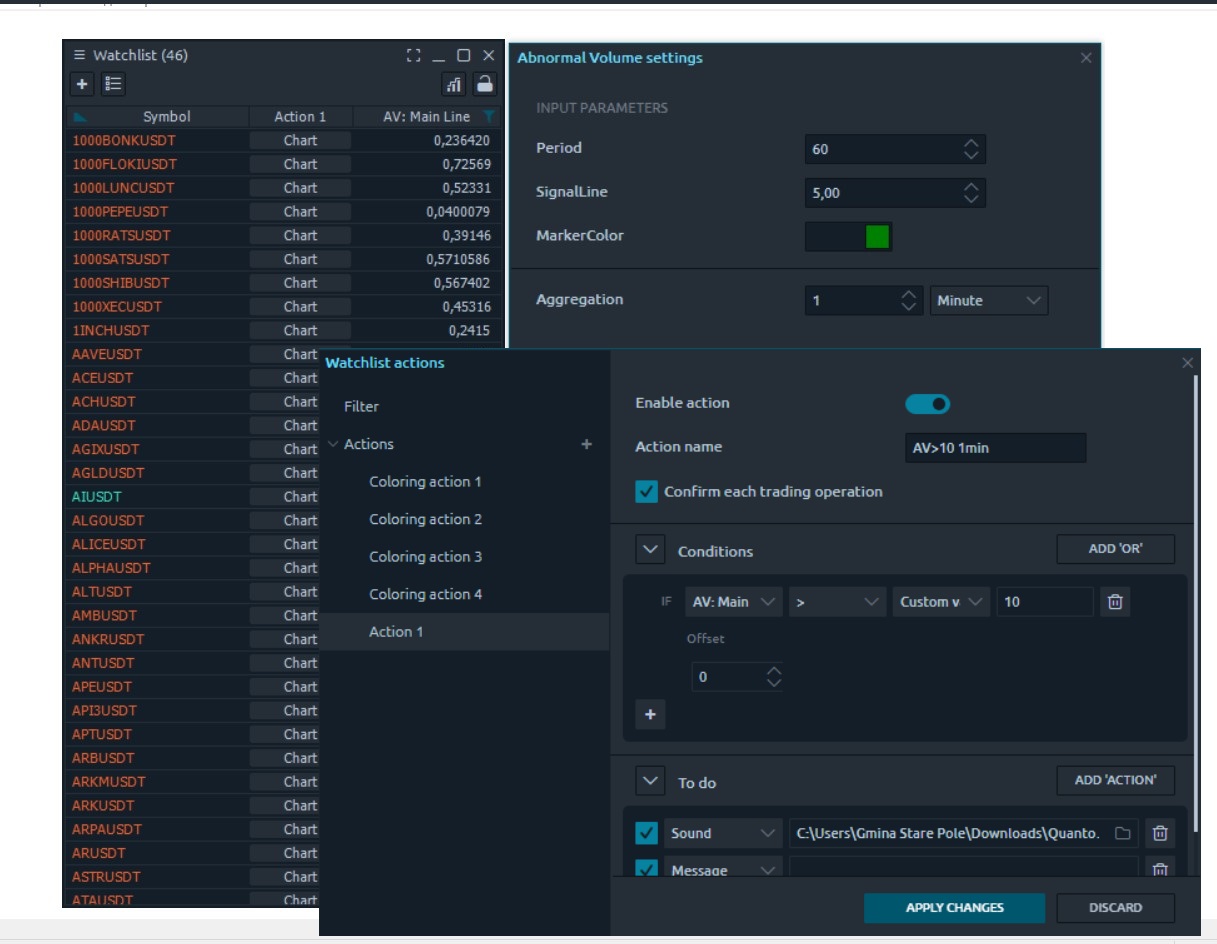 Watchlist (46)
Symbol Action 1 AV: Main Line
1000BONKUSDT Chart 0,236420
1000FLOKIUSDT Chart 0,72569
1000LUNCUSDT Chart 0,52331
1000PEPEUSDT Chart 0,0400079
1000RATSUSDT Chart 0,39146
1000SATSUSDT Chart 0,5710586
1000SHIBUSDT Chart 0,567402
1000XECUSDT Chart 0,45316
1INCHUSDT Chart 0,2415
AAVEUSDT Chart
ACEUSDT Chart
ACHUSDT Chart
ADAUSDT Chart
AGIXUSDT Chart
AGLDUSDT Chart
AIUSDT Chart
ALGOUSDT Chart
ALICEUSDT Chart
ALPHAUSDT Chart
ALTUSDT Chart
AMBUSDT Chart
ANKRUSDT Chart
ANTUSDT Chart
APEUSDT Chart
API3USDT Chart
APTUSDT Chart
ARBUSDT Chart
ARKMUSDT Chart
ARKUSDT Chart
ARPAUSDT Chart
ARUSDT Chart
ASTRUSDT Chart
ATAUSDT Chart
Abnormal Volume settings
INPUT PARAMETERS
Period 60
SignalLine 5,00
MarkerColor
Aggregation 1 Minute
Watchlist actions
Filter
Actions
Coloring action 1
Coloring action 2
Coloring action 3
Coloring action 4
Action 1
Enable action
Action name AV>10 1min
Confirm each trading operation
Conditions ADD 'OR'
IF AV: Main > Custom v 10
Offset
0
To do ADD 'ACTION'
Sound C:\Users\Gmina Stare Pole\Downloads\Quanto.
Message
APPLY CHANGES DISCARD